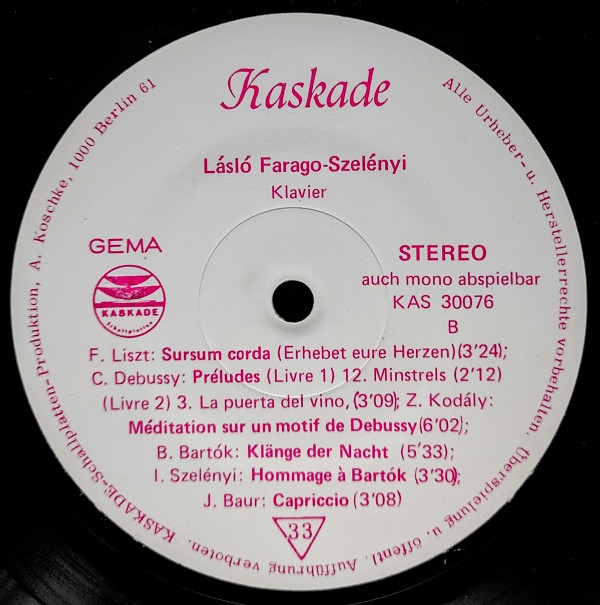 Kaskade
Lásló Farago-Szelényi
Klavier
GEMA
STEREO
auch mono abspielbar
KAS 30076
B
KASKADE
Schallplatten
F. Liszt: Sursum corda (Erhebet eure Herzen)(3'24);
C. Debussy: Préludes (Livre 1) 12. Minstrels (2'12)
(Livre 2) 3. La puerta del vino, (3'09); Z. Kodály:
Méditation sur un motif de Debussy(6'02);
B. Bartók: Klänge der Nacht (5'33);
I. Szelényi: Hommage à Bartók (3'30);
J. Baur: Capriccio (3'08)
33
Alle Urheber- u. Herstellerrechte vorbehalten. Überspielung u. öffentl. Aufführung verboten. KASKADE-Schallplatten-Produktion, A. Koschke, 1000 Berlin 61